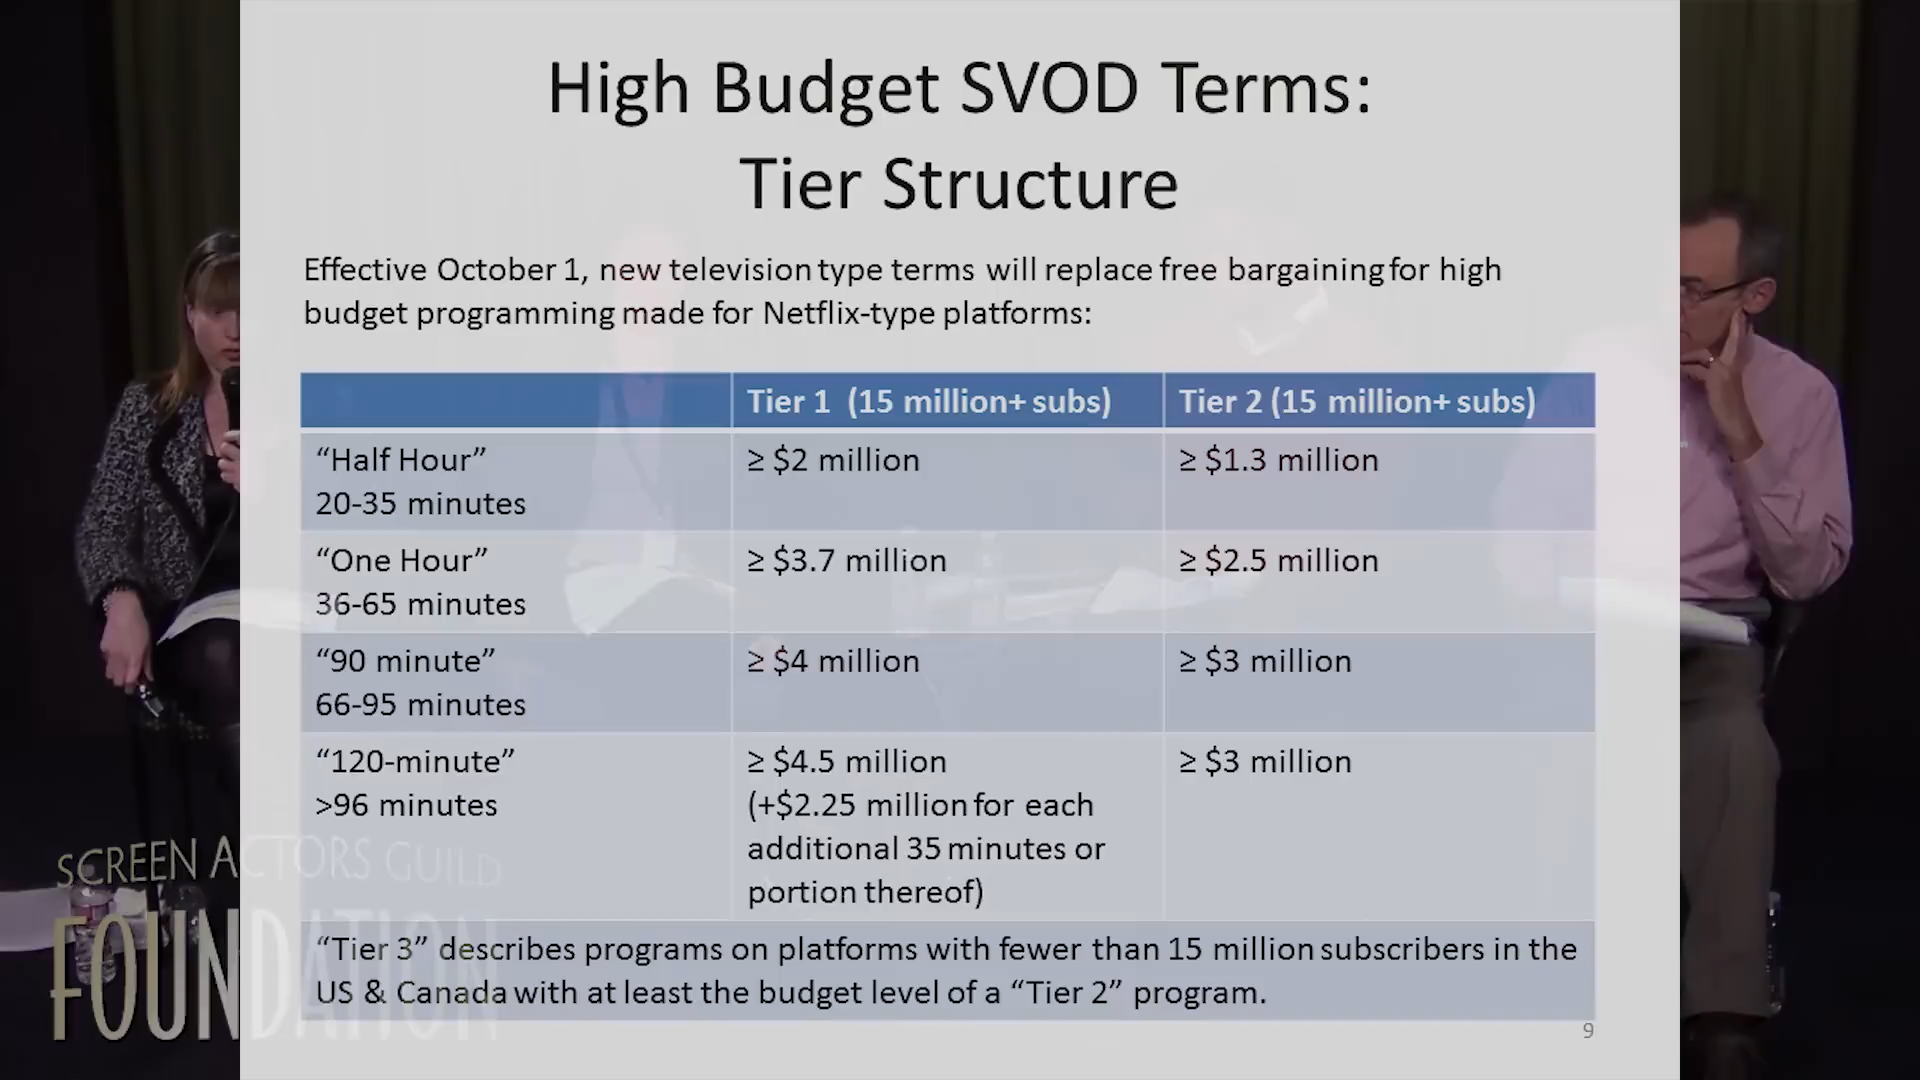 High Budget SVOD Terms:
Tier Structure
Effective October 1, new television type terms will replace free bargaining for high
budget programming made for Netflix-type platforms:
Tier 1 (15 million+ subs)
Tier 2 (15 million+ subs)
“Half Hour”
20-35 minutes
≥ $2 million
≥ $1.3 million
“One Hour”
36-65 minutes
≥ $3.7 million
≥ $2.5 million
“90 minute”
66-95 minutes
≥ $4 million
≥ $3 million
“120-minute”
>96 minutes
≥ $4.5 million
(+$2.25 million for each
additional 35 minutes or
portion thereof)
≥ $3 million
“Tier 3” describes programs on platforms with fewer than 15 million subscribers in the
US & Canada with at least the budget level of a “Tier 2” program.
9
SCREEN ACTORS GUILD
FOUNDATION